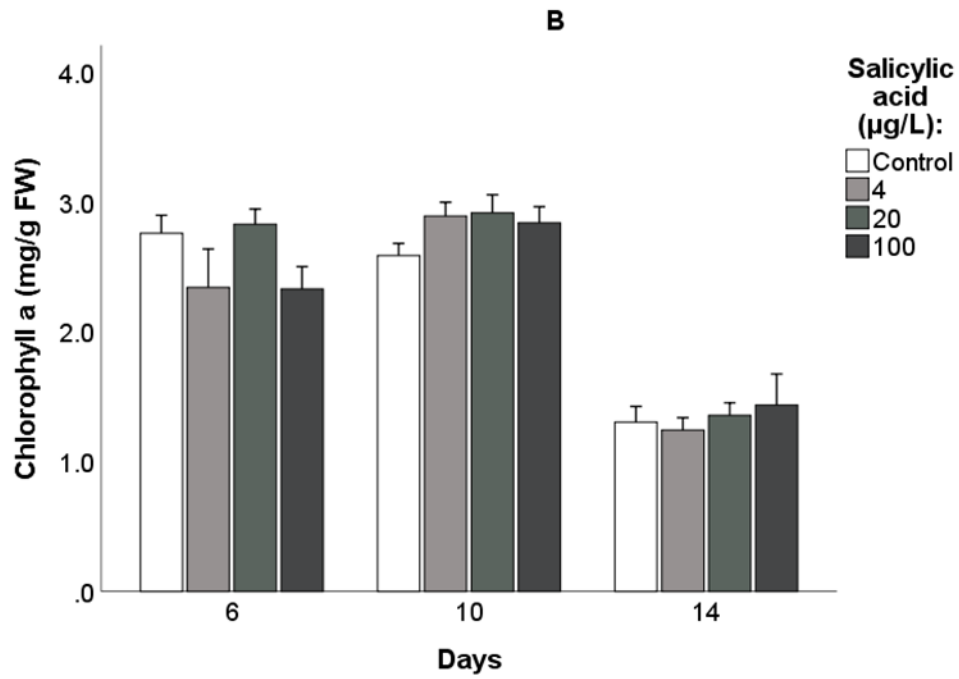 B
4.0
3.0
2.0
1.0
.0
Chlorophyll a (mg/g FW)
6
10
14
Days
Salicylic
acid
(µg/L):
Control
4
20
100